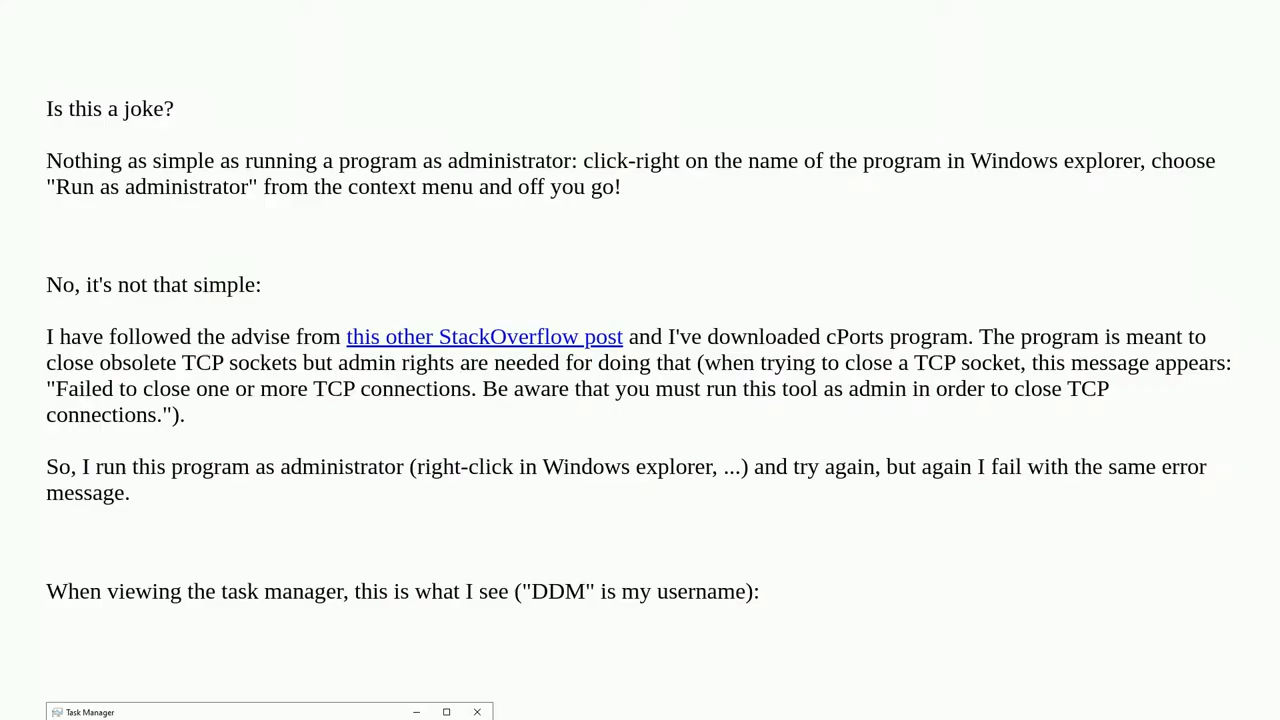 Is this a joke?
Nothing as simple as running a program as administrator: click-right on the name of the program in Windows explorer, choose
"Run as administrator" from the context menu and off you go!
No, it's not that simple:
I have followed the advise from this other StackOverflow post and I've downloaded cPorts program. The program is meant to
close obsolete TCP sockets but admin rights are needed for doing that (when trying to close a TCP socket, this message appears:
"Failed to close one or more TCP connections. Be aware that you must run this tool as admin in order to close TCP
connections.").
So, I run this program as administrator (right-click in Windows explorer, ...) and try again, but again I fail with the same error
message.
When viewing the task manager, this is what I see ("DDM" is my username):
Task Manager